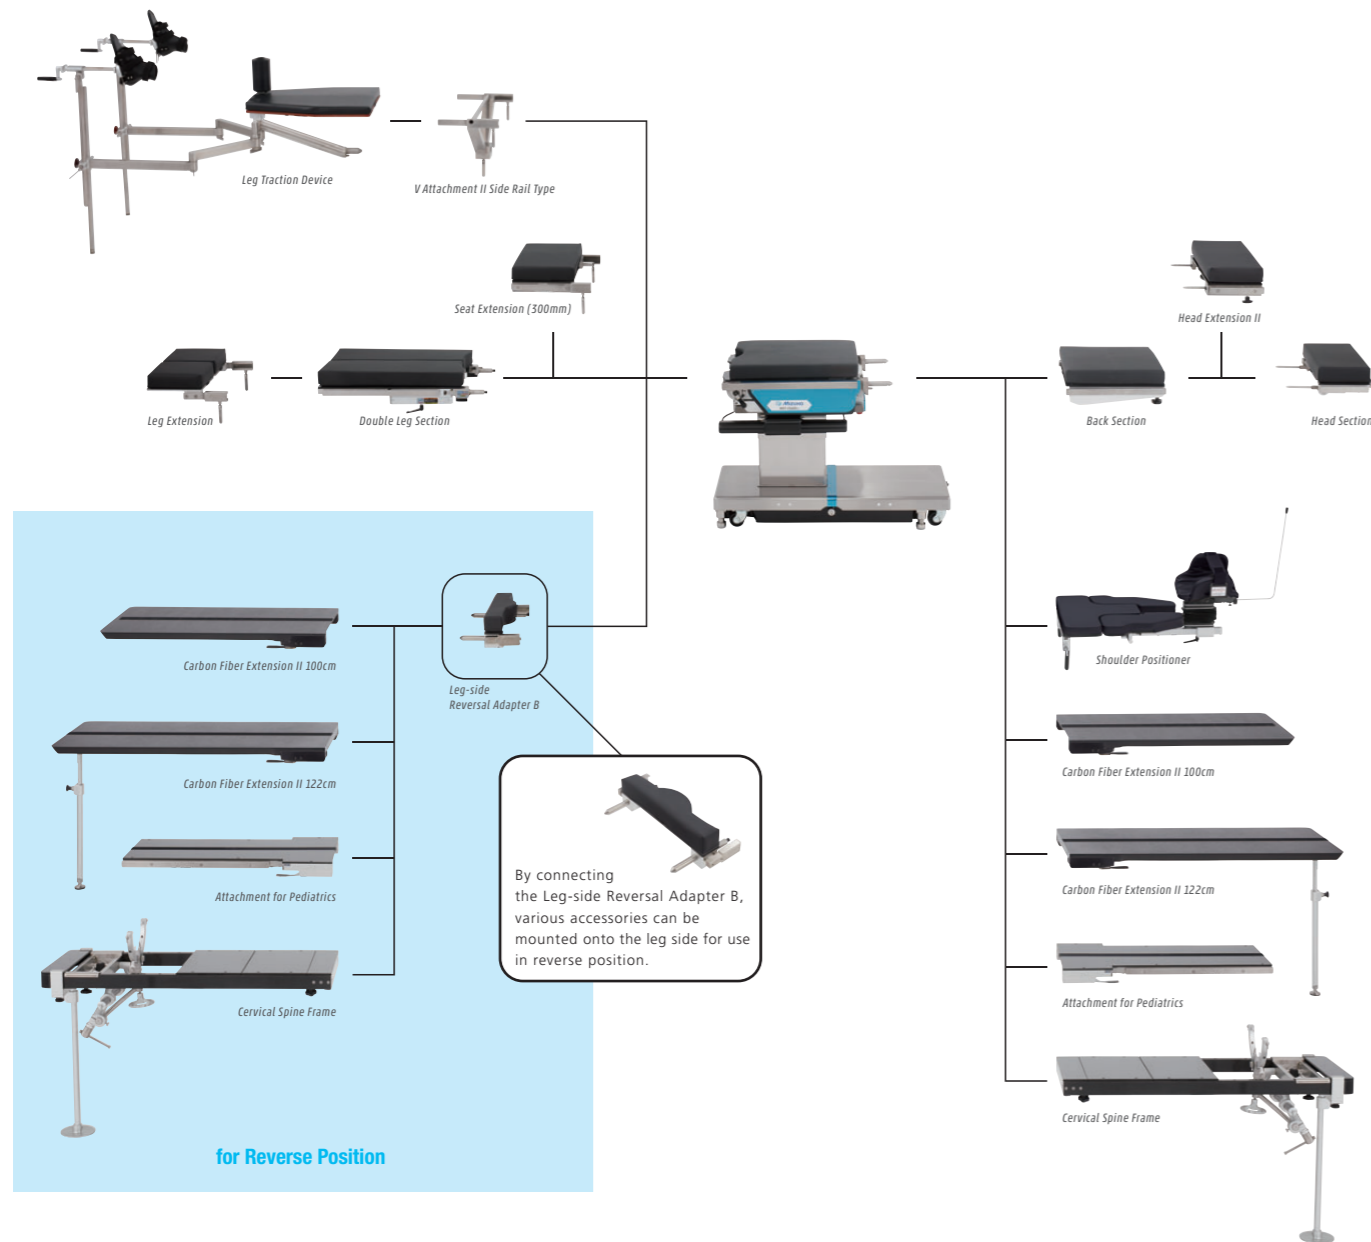 Leg Traction Device
V Attachment II Side Rail Type
Seat Extension (300mm)
Head Extension II
Leg Extension
Double Leg Section
Back Section
Head Section
Carbon Fiber Extension II 100cm
Leg-side
Reversal Adapter B
Shoulder Positioner
Carbon Fiber Extension II 122cm
Carbon Fiber Extension II 100cm
By connecting
the Leg-side Reversal Adapter B,
various accessories can be
mounted onto the leg side for use
in reverse position.
Attachment for Pediatrics
Carbon Fiber Extension II 122cm
Cervical Spine Frame
Attachment for Pediatrics
Cervical Spine Frame
for Reverse Position